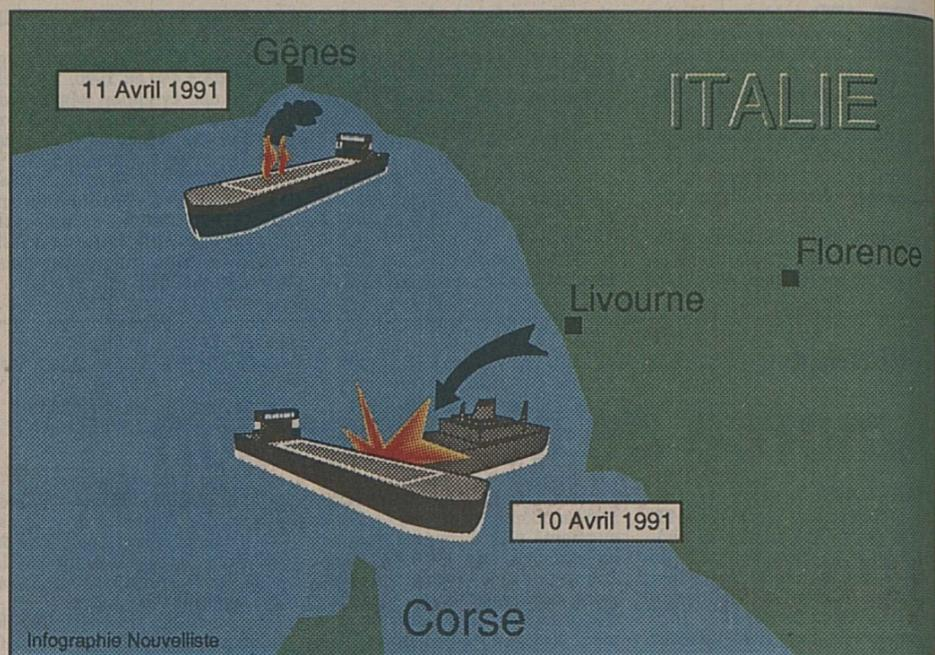 Gênes
11 Avril 1991
ITALIE
Florence
Livourne
10 Avril 1991
Corse
Infographie Nouvelliste